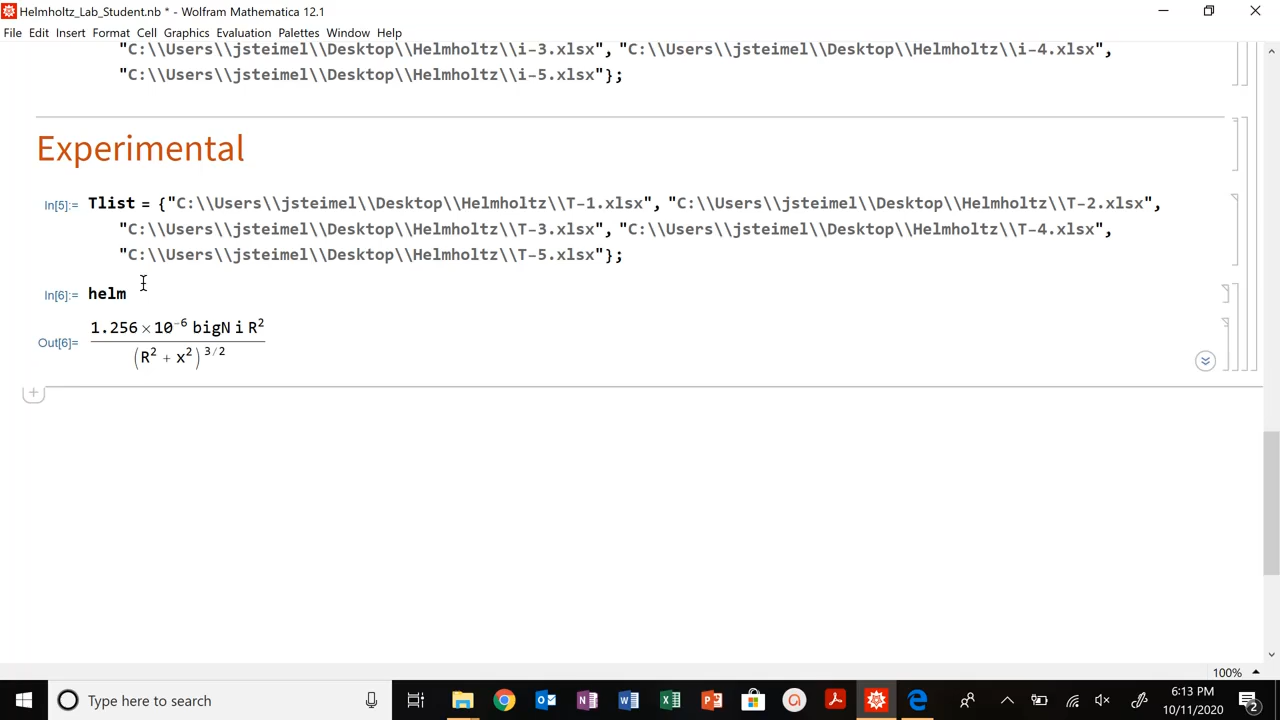 Helmholtz_Lab_Student.nb * - Wolfram Mathematica 12.1
File Edit Insert Format Cell Graphics Evaluation Palettes Window Help
"C:\\Users\\jsteimel\\Desktop\\Helmholtz\\i-3.xlsx", "C:\\Users\\jsteimel\\Desktop\\Helmholtz\\i-4.xlsx",
"C:\\Users\\jsteimel\\Desktop\\Helmholtz\\i-5.xlsx"};
Experimental
In[5]:= Tlist = {"C:\\Users\\jsteimel\\Desktop\\Helmholtz\\T-1.xlsx", "C:\\Users\\jsteimel\\Desktop\\Helmholtz\\T-2.xlsx",
"C:\\Users\\jsteimel\\Desktop\\Helmholtz\\T-3.xlsx", "C:\\Users\\jsteimel\\Desktop\\Helmholtz\\T-4.xlsx",
"C:\\Users\\jsteimel\\Desktop\\Helmholtz\\T-5.xlsx"};
In[6]:= helm
1.256×10⁻⁶ bigN i R²
Out[6]=
(R² + x²)^3/2
100%
Type here to search
6:13 PM
10/11/2020
2